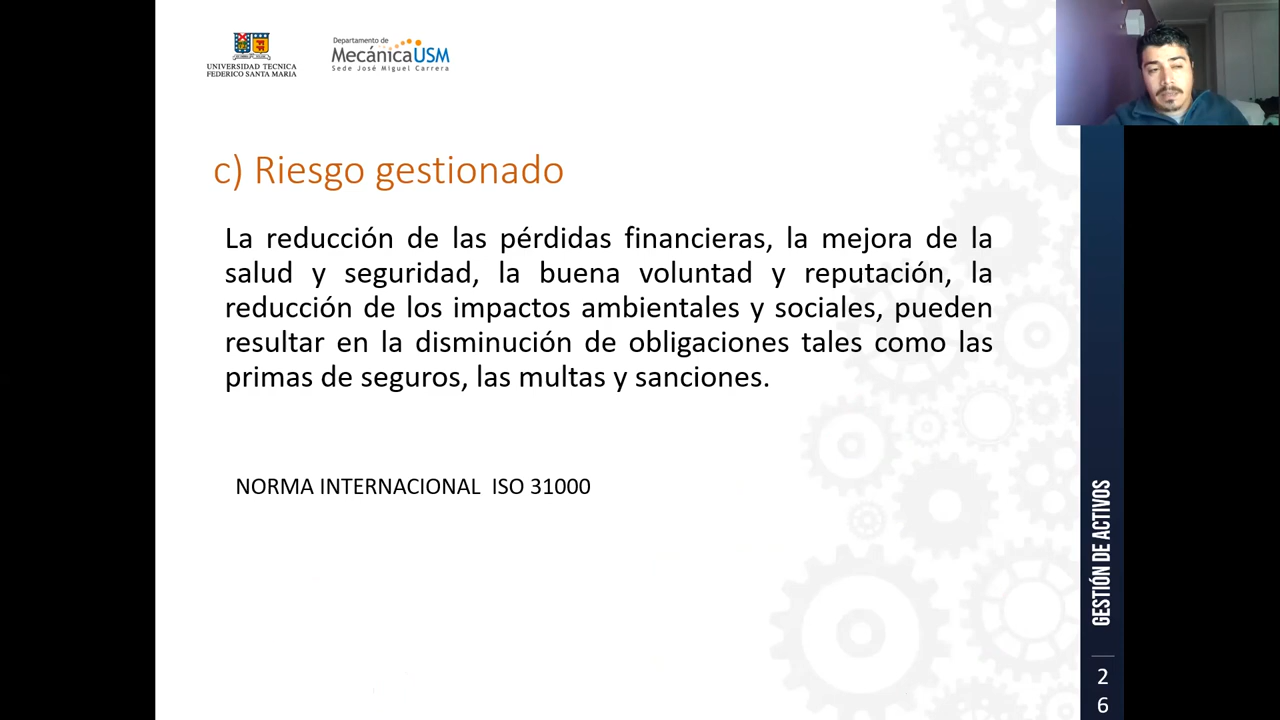 UNIVERSIDAD TECNICA
FEDERICO SANTA MARIA
Departamento de
MecánicaUSM
Sede José Miguel Carrera
c) Riesgo gestionado
La reducción de las pérdidas financieras, la mejora de la
salud y seguridad, la buena voluntad y reputación, la
reducción de los impactos ambientales y sociales, pueden
resultar en la disminución de obligaciones tales como las
primas de seguros, las multas y sanciones.
NORMA INTERNACIONAL  ISO 31000
GESTIÓN DE ACTIVOS
2
6